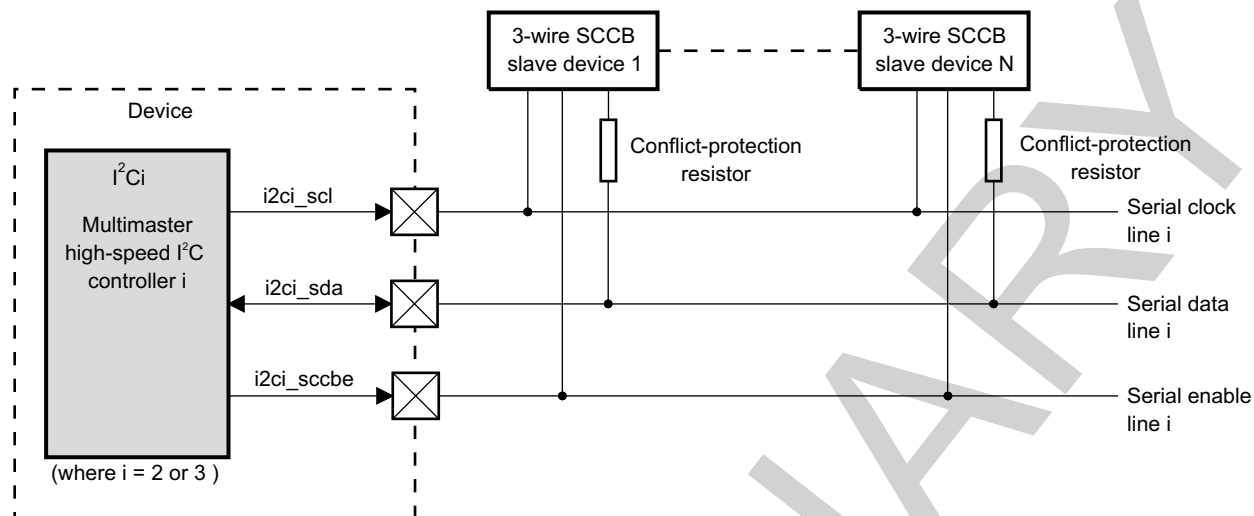 3-wire SCCB
slave device 1
3-wire SCCB
slave device N
Device
Conflict-protection
resistor
Conflict-protection
resistor
I²Ci
Multimaster
high-speed I²C
controller i
i2ci_scl
Serial clock
line i
i2ci_sda
Serial data
line i
i2ci_sccbe
Serial enable
line i
(where i = 2 or 3 )